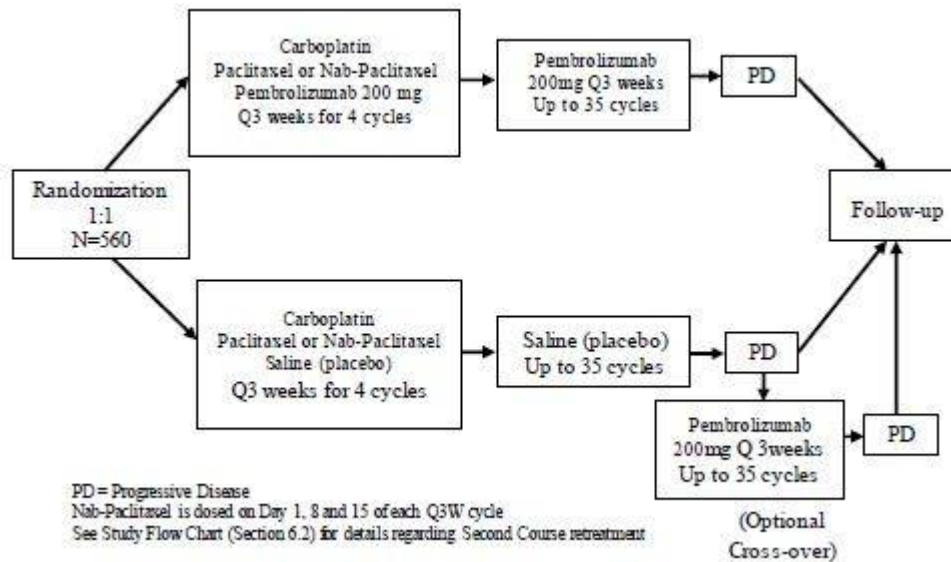 Carboplatin
Paclitaxel or Nab-Paclitaxel
Pembrolizumab 200 mg
Q3 weeks for 4 cycles
Pembrolizumab
200mg Q3 weeks
Up to 35 cycles
PD
Randomization
1:1
N=560
Follow-up
Carboplatin
Paclitaxel or Nab-Paclitaxel
Saline (placebo)
Q3 weeks for 4 cycles
Saline (placebo)
Up to 35 cycles
PD
Pembrolizumab
200mg Q 3weeks
Up to 35 cycles
PD
(Optional
Cross-over)
PD = Progressive Disease
Nab-Paclitaxel is dosed on Day 1, 8 and 15 of each Q3W cycle
See Study Flow Chart (Section 6.2) for details regarding Second Course retreatment